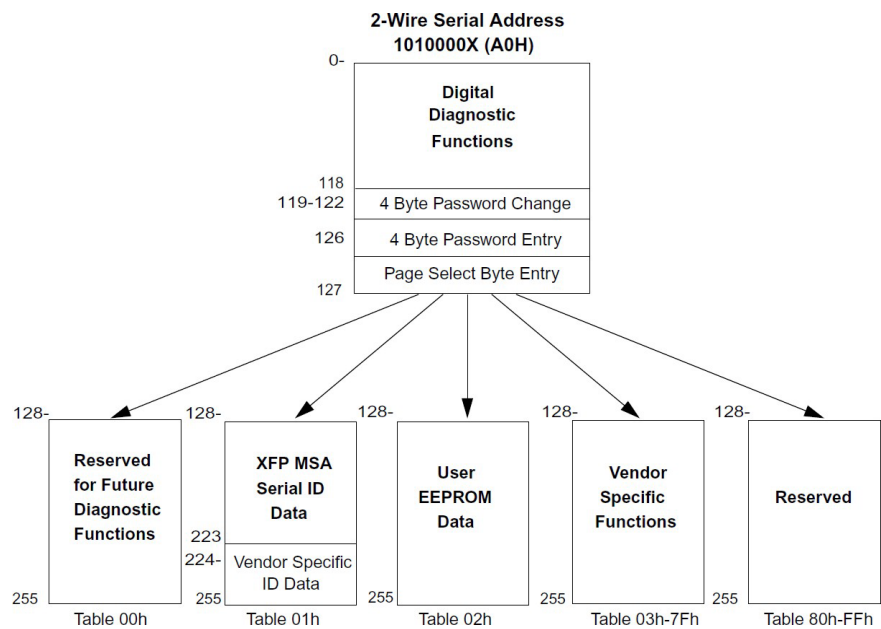 2-Wire Serial Address
1010000X (A0H)
0-
Digital
Diagnostic
Functions
118
119-122
4 Byte Password Change
126
4 Byte Password Entry
Page Select Byte Entry
127
128-
Reserved
for Future
Diagnostic
Functions
255
Table 00h
128-
XFP MSA
Serial ID
Data
223
224-
Vendor Specific
ID Data
255
Table 01h
128-
User
EEPROM
Data
255
Table 02h
128-
Vendor
Specific
Functions
255
Table 03h-7Fh
128-
Reserved
255
Table 80h-FFh